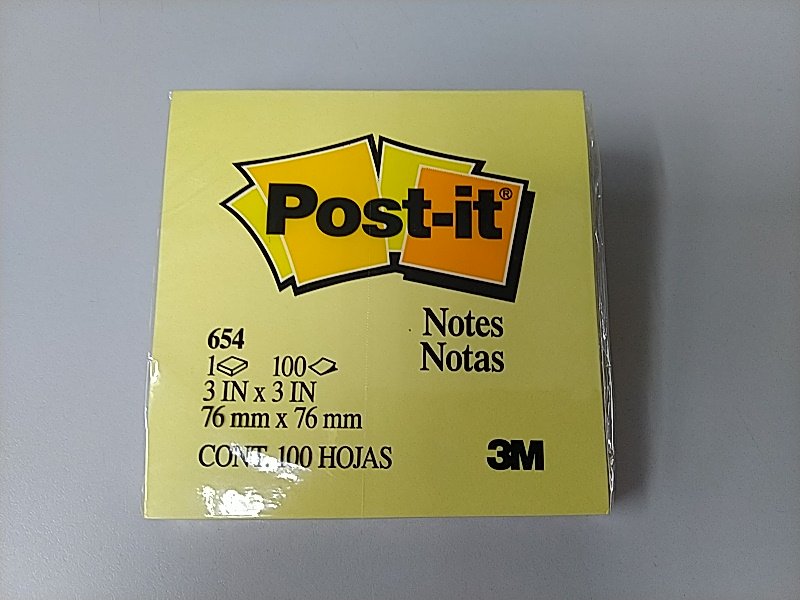 Post-it®
Notes
Notas
654
1 100
3 IN x 3 IN
76 mm x 76 mm
CONT. 100 HOJAS
3M